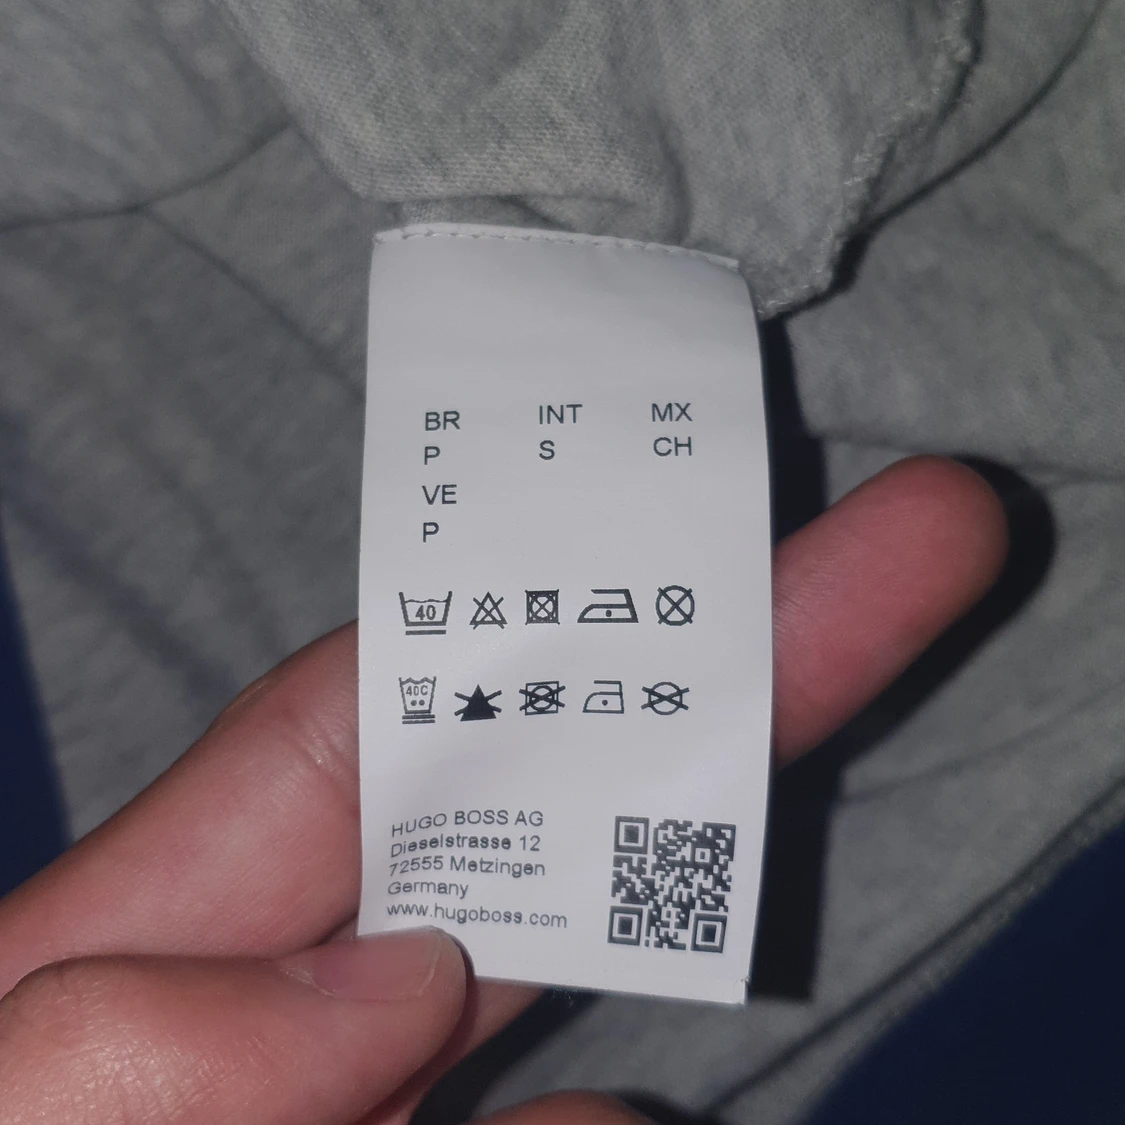 BR INT MX
P S CH
VE
P
40
40C
HUGO BOSS AG
Dieselstrasse 12
72555 Metzingen
Germany
www.hugoboss.com